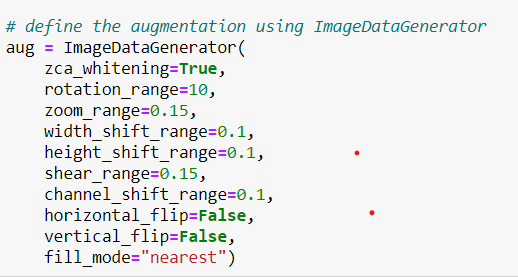 # define the augmentation using ImageDataGenerator
aug = ImageDataGenerator(
    zca_whitening=True,
    rotation_range=10,
    zoom_range=0.15,
    width_shift_range=0.1,
    height_shift_range=0.1,
    shear_range=0.15,
    channel_shift_range=0.1,
    horizontal_flip=False,
    vertical_flip=False,
    fill_mode="nearest")